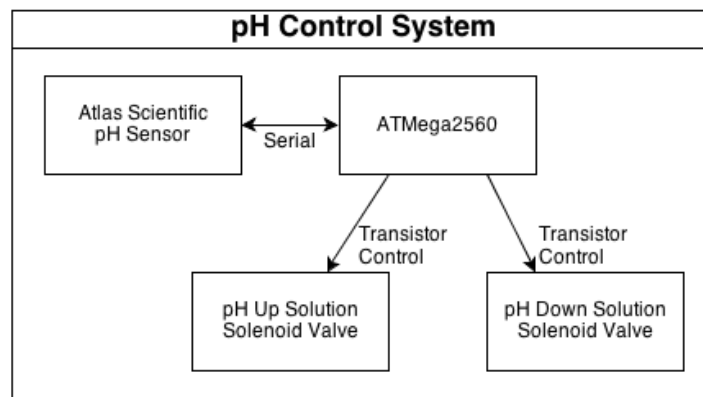 pH Control System
Atlas Scientific
pH Sensor
Serial
ATMega2560
Transistor
Control
Transistor
Control
pH Up Solution
Solenoid Valve
pH Down Solution
Solenoid Valve